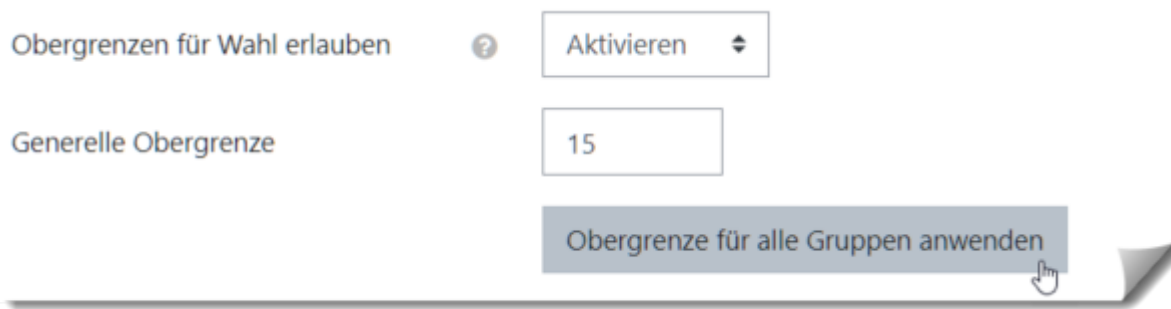 Obergrenzen für Wahl erlauben ? Aktivieren
Generelle Obergrenze 15
Obergrenze für alle Gruppen anwenden